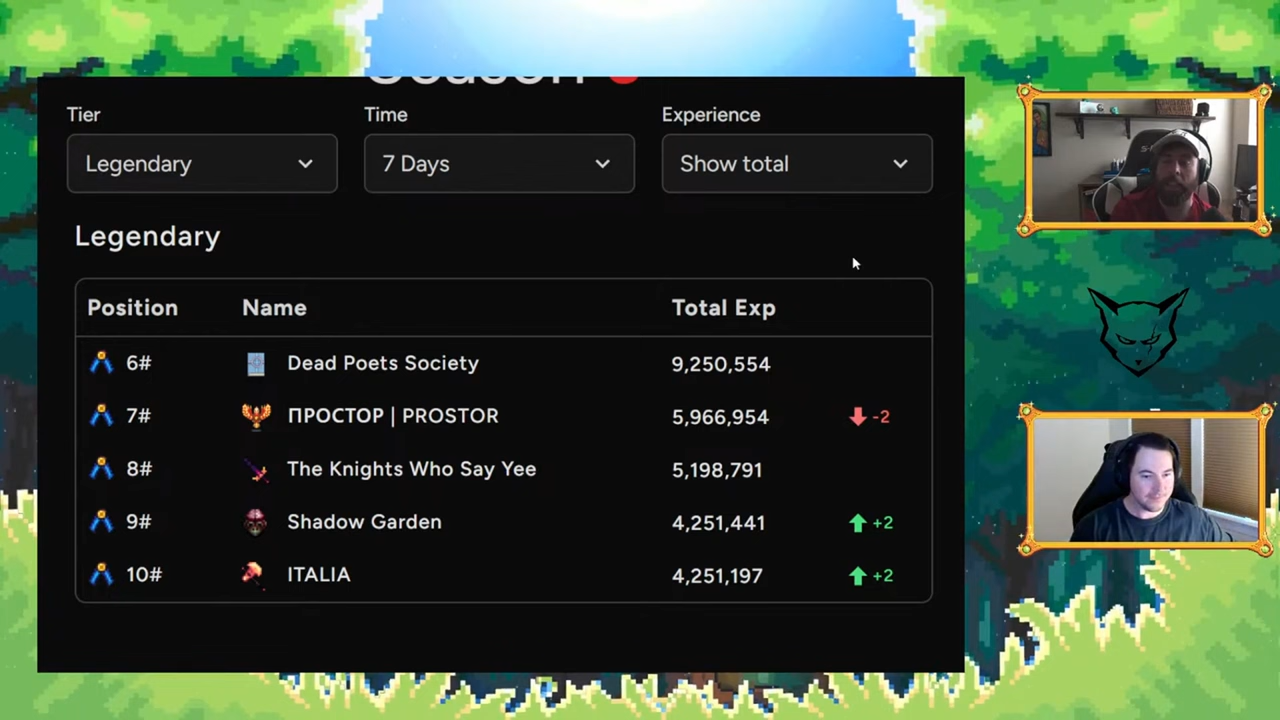 Season
Tier Time Experience
Legendary 7 Days Show total
Legendary
Position Name Total Exp
6# Dead Poets Society 9,250,554
7# ПРОСТОР | PROSTOR 5,966,954 -2
8# The Knights Who Say Yee 5,198,791
9# Shadow Garden 4,251,441 +2
10# ITALIA 4,251,197 +2